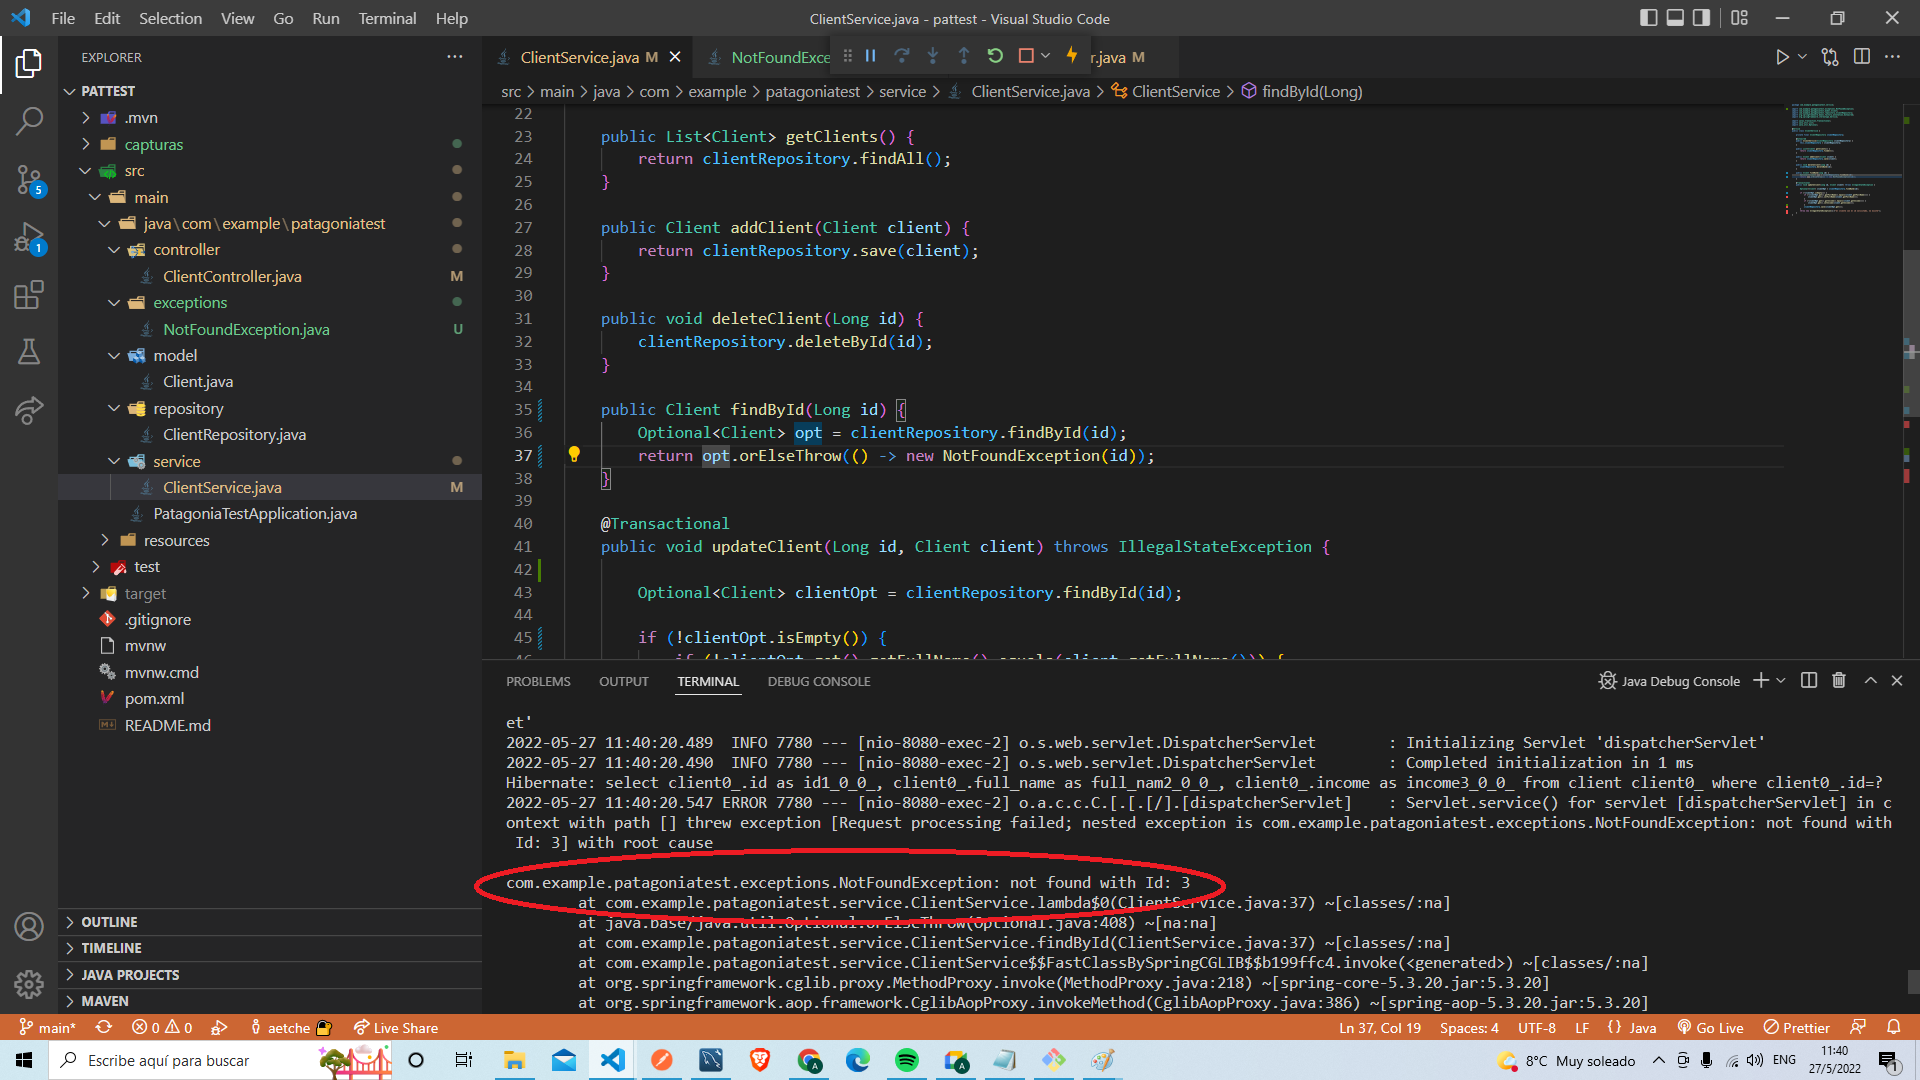 File Edit Selection View Go Run Terminal Help
ClientService.java - pattest - Visual Studio Code
EXPLORER
PATTEST
.mvn
capturas
src
main
java\com\example\patagoniatest
controller
ClientController.java M
exceptions
NotFoundException.java U
model
Client.java
repository
ClientRepository.java
service
ClientService.java M
PatagoniaTestApplication.java
resources
test
target
.gitignore
mvnw
mvnw.cmd
pom.xml
README.md
OUTLINE
TIMELINE
JAVA PROJECTS
MAVEN
5
1
ClientService.java M
NotFoundExce
r.java M
src > main > java > com > example > patagoniatest > service > ClientService.java > ClientService > findById(Long)
22
23 public List<Client> getClients() {
24 return clientRepository.findAll();
25 }
26
27 public Client addClient(Client client) {
28 return clientRepository.save(client);
29 }
30
31 public void deleteClient(Long id) {
32 clientRepository.deleteById(id);
33 }
34
35 public Client findById(Long id) {
36 Optional<Client> opt = clientRepository.findById(id);
37 return opt.orElseThrow(() -> new NotFoundException(id));
38 }
39
40 @Transactional
41 public void updateClient(Long id, Client client) throws IllegalStateException {
42
43 Optional<Client> clientOpt = clientRepository.findById(id);
44
45 if (!clientOpt.isEmpty()) {
46 if (!clientOpt.get().getFullName().equals(client.getFullName())) {
PROBLEMS OUTPUT TERMINAL DEBUG CONSOLE
Java Debug Console
et'
2022-05-27 11:40:20.489  INFO 7780 --- [nio-8080-exec-2] o.s.web.servlet.DispatcherServlet        : Initializing Servlet 'dispatcherServlet'
2022-05-27 11:40:20.490  INFO 7780 --- [nio-8080-exec-2] o.s.web.servlet.DispatcherServlet        : Completed initialization in 1 ms
Hibernate: select client0_.id as id1_0_0_, client0_.full_name as full_nam2_0_0_, client0_.income as income3_0_0_ from client client0_ where client0_.id=?
2022-05-27 11:40:20.547 ERROR 7780 --- [nio-8080-exec-2] o.a.c.c.C.[.[.[/].[dispatcherServlet]    : Servlet.service() for servlet [dispatcherServlet] in c
ontext with path [] threw exception [Request processing failed; nested exception is com.example.patagoniatest.exceptions.NotFoundException: not found with
Id: 3] with root cause
com.example.patagoniatest.exceptions.NotFoundException: not found with Id: 3
at com.example.patagoniatest.service.ClientService.lambda$0(ClientService.java:37) ~[classes/:na]
at java.base/java.util.Optional.orElseThrow(Optional.java:408) ~[na:na]
at com.example.patagoniatest.service.ClientService.findById(ClientService.java:37) ~[classes/:na]
at com.example.patagoniatest.service.ClientService$$FastClassBySpringCGLIB$$b199ffc4.invoke(<generated>) ~[classes/:na]
at org.springframework.cglib.proxy.MethodProxy.invoke(MethodProxy.java:218) ~[spring-core-5.3.20.jar:5.3.20]
at org.springframework.aop.framework.CglibAopProxy.invokeMethod(CglibAopProxy.java:386) ~[spring-aop-5.3.20.jar:5.3.20]
main* 0 0 aetche Live Share
Ln 37, Col 19 Spaces: 4 UTF-8 LF {} Java Go Live Prettier
Escribe aquí para buscar
8°C Muy soleado
ENG
11:40
27/5/2022
1